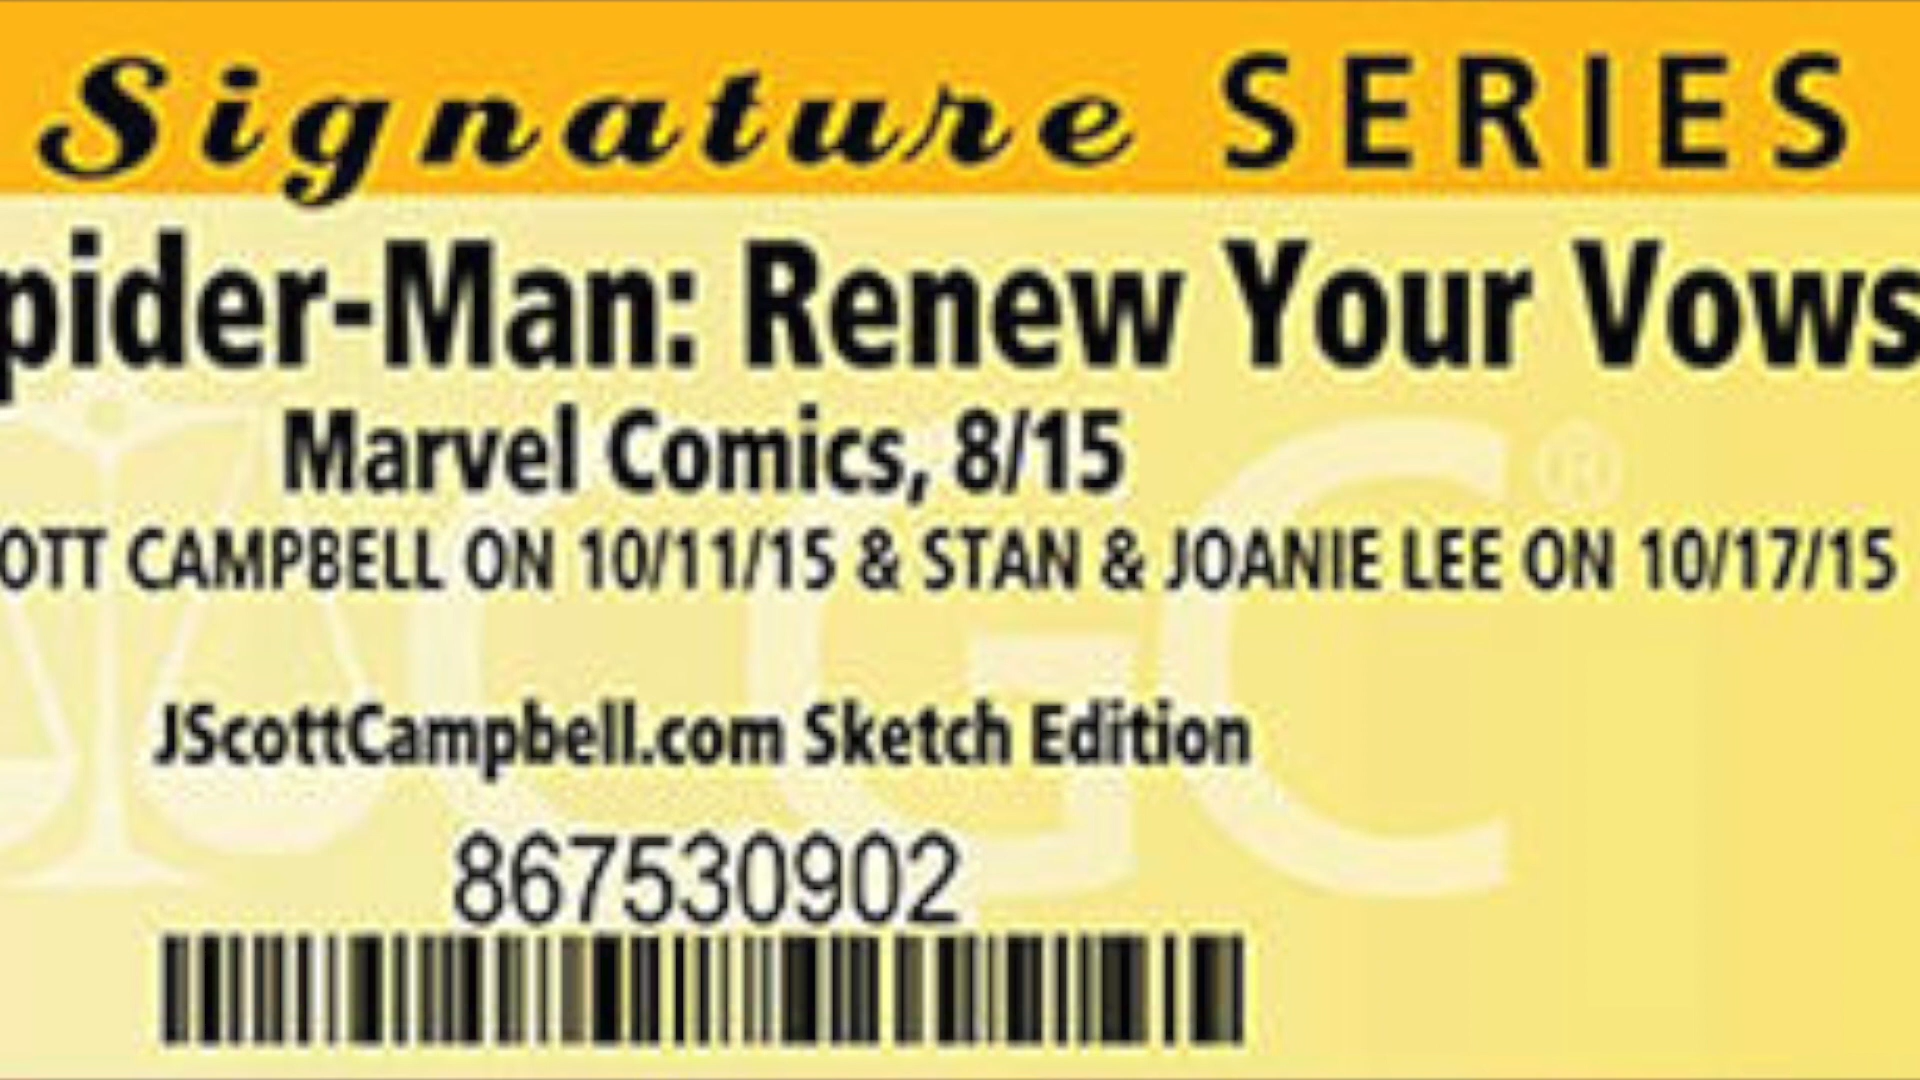 Signature SERIES
pider-Man: Renew Your Vows
Marvel Comics, 8/15
OTT CAMPBELL ON 10/11/15 & STAN & JOANIE LEE ON 10/17/15
CGC®
JScottCampbell.com Sketch Edition
867530902